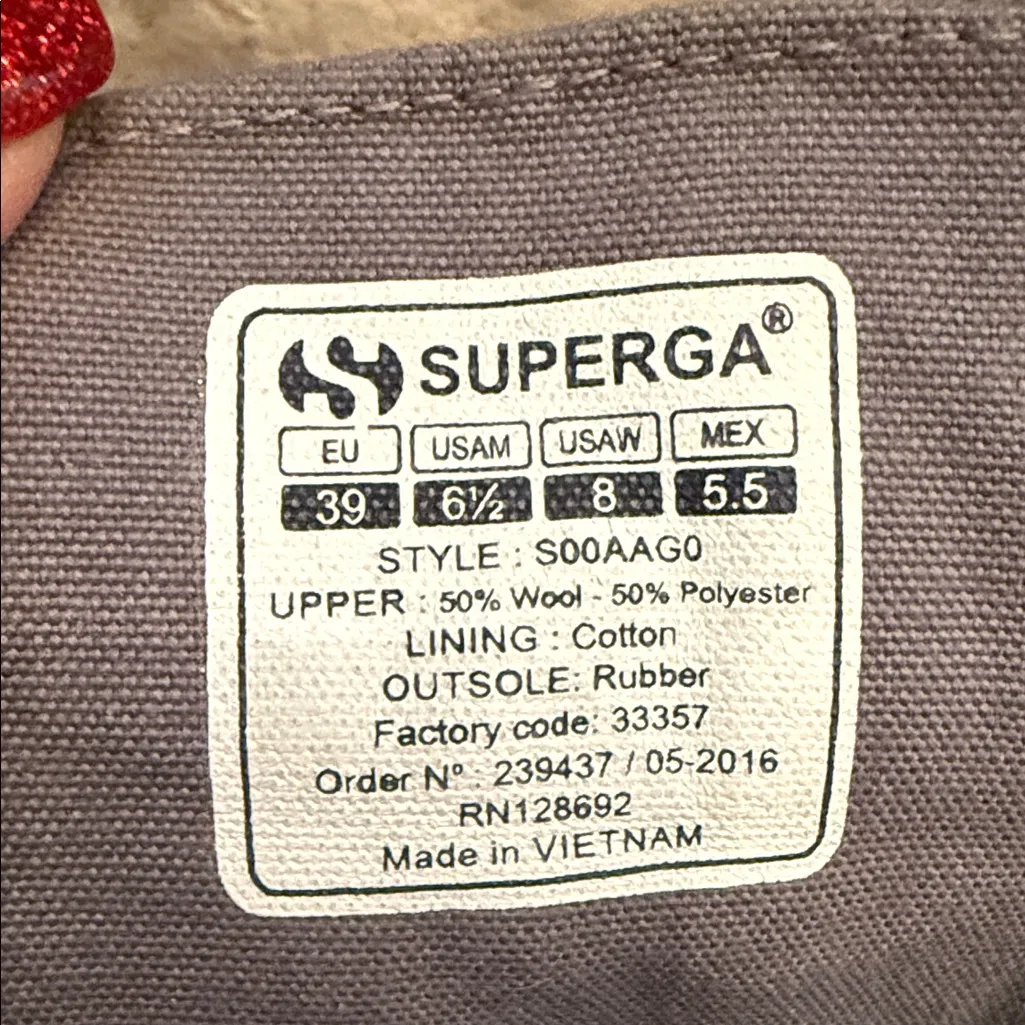 SUPERGA®
EU USAM USAW MEX
39 6½ 8 5.5
STYLE : S00AAG0
UPPER : 50% Wool - 50% Polyester
LINING : Cotton
OUTSOLE: Rubber
Factory code: 33357
Order Nº : 239437 / 05-2016
RN128692
Made in VIETNAM